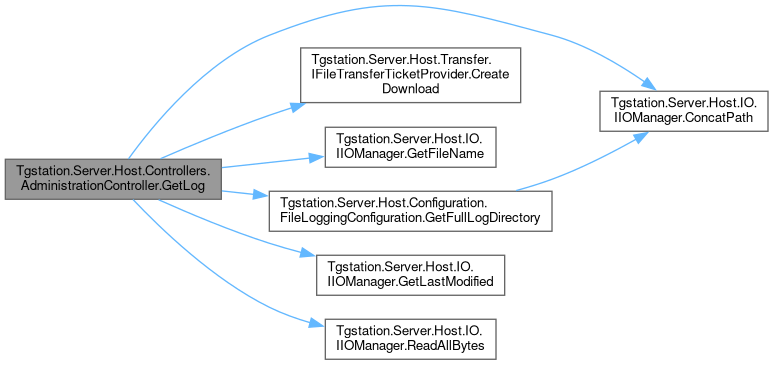 Tgstation.Server.Host.Controllers.
AdministrationController.GetLog
Tgstation.Server.Host.Transfer.
IFileTransferTicketProvider.Create
Download
Tgstation.Server.Host.IO.
IIOManager.GetFileName
Tgstation.Server.Host.Configuration.
FileLoggingConfiguration.GetFullLogDirectory
Tgstation.Server.Host.IO.
IIOManager.GetLastModified
Tgstation.Server.Host.IO.
IIOManager.ReadAllBytes
Tgstation.Server.Host.IO.
IIOManager.ConcatPath